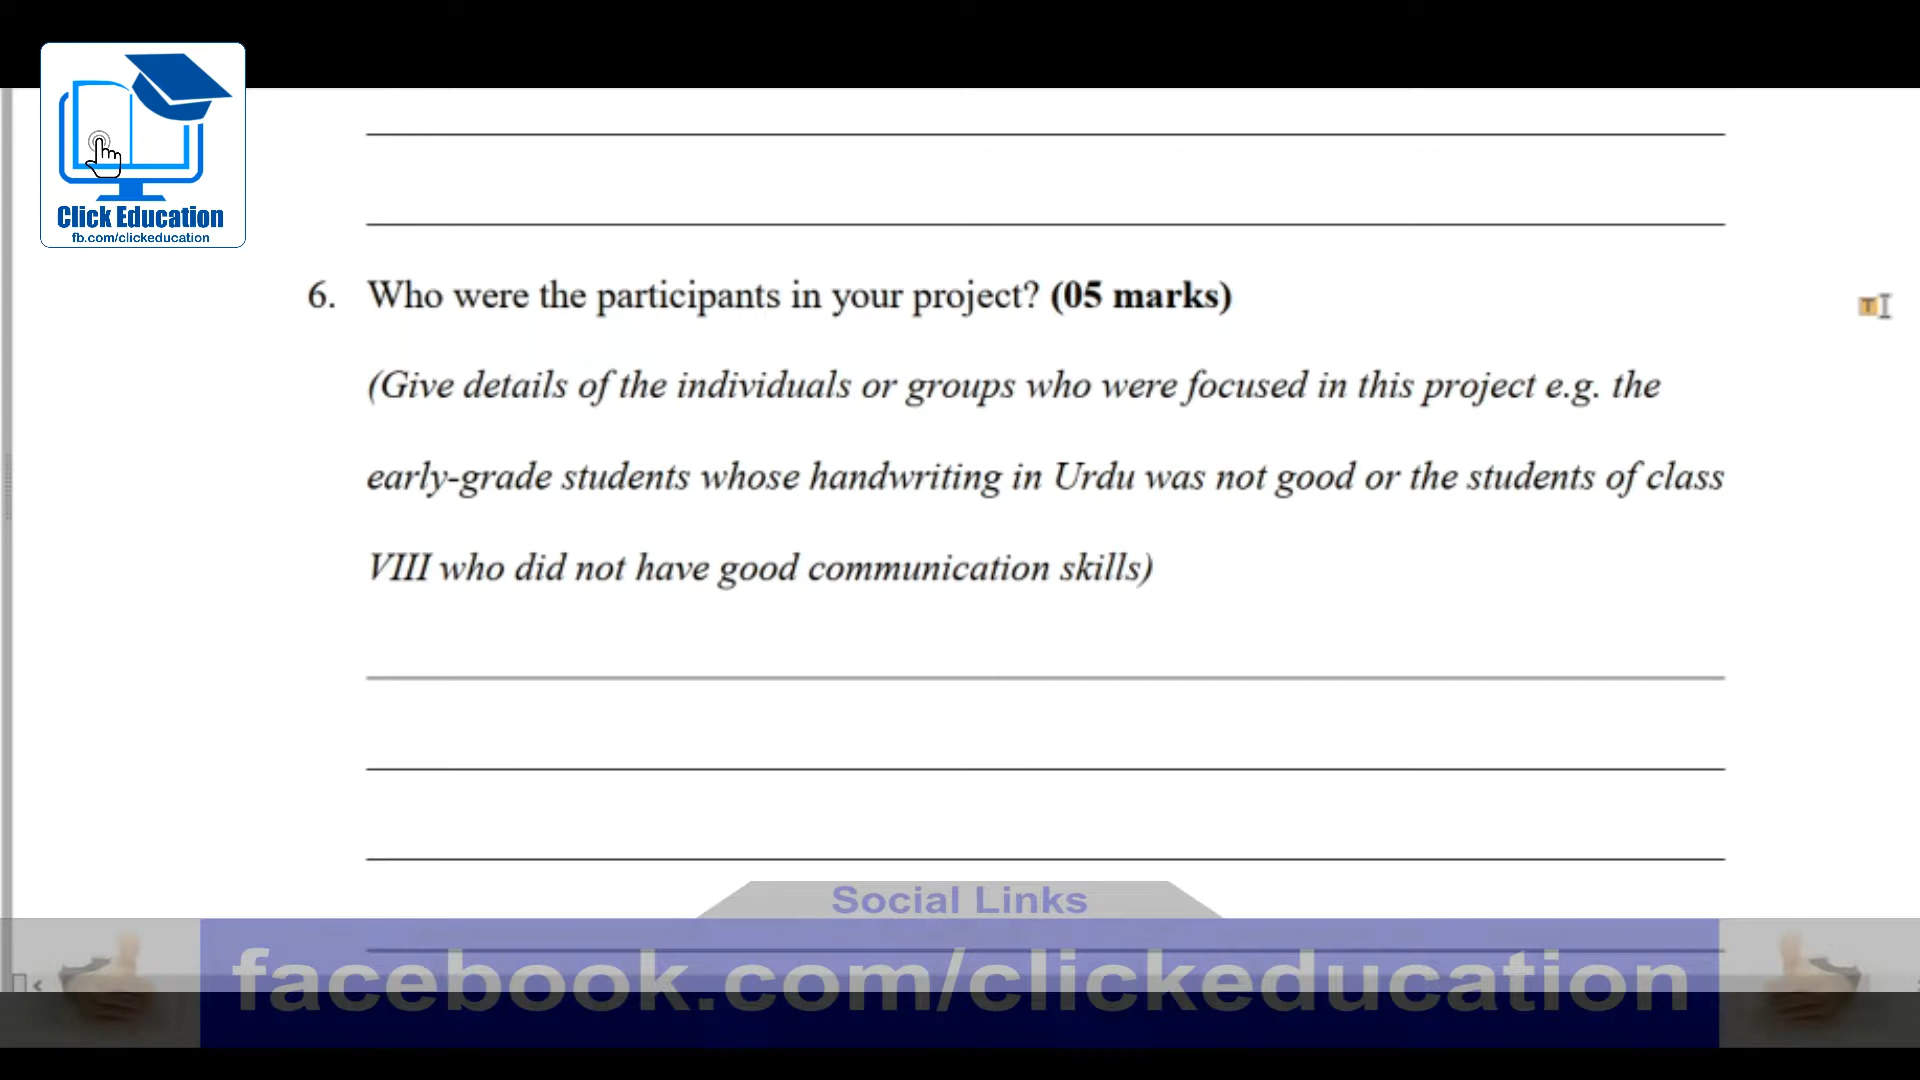 Click Education
fb.com/clickeducation
6. Who were the participants in your project? (05 marks)
(Give details of the individuals or groups who were focused in this project e.g. the
early-grade students whose handwriting in Urdu was not good or the students of class
VIII who did not have good communication skills)
T
Social Links
facebook.com/clickeducation